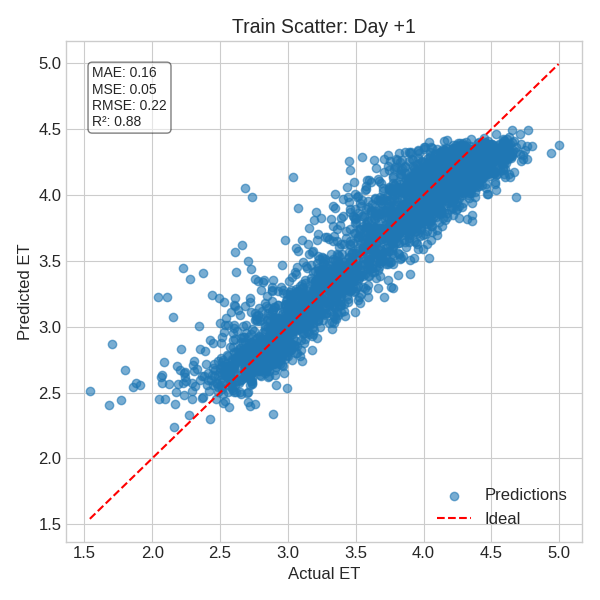 Train Scatter: Day +1
MAE: 0.16
MSE: 0.05
RMSE: 0.22
R²: 0.88
Predicted ET
5.0
4.5
4.0
3.5
3.0
2.5
2.0
1.5
Predictions
Ideal
1.5 2.0 2.5 3.0 3.5 4.0 4.5 5.0
Actual ET